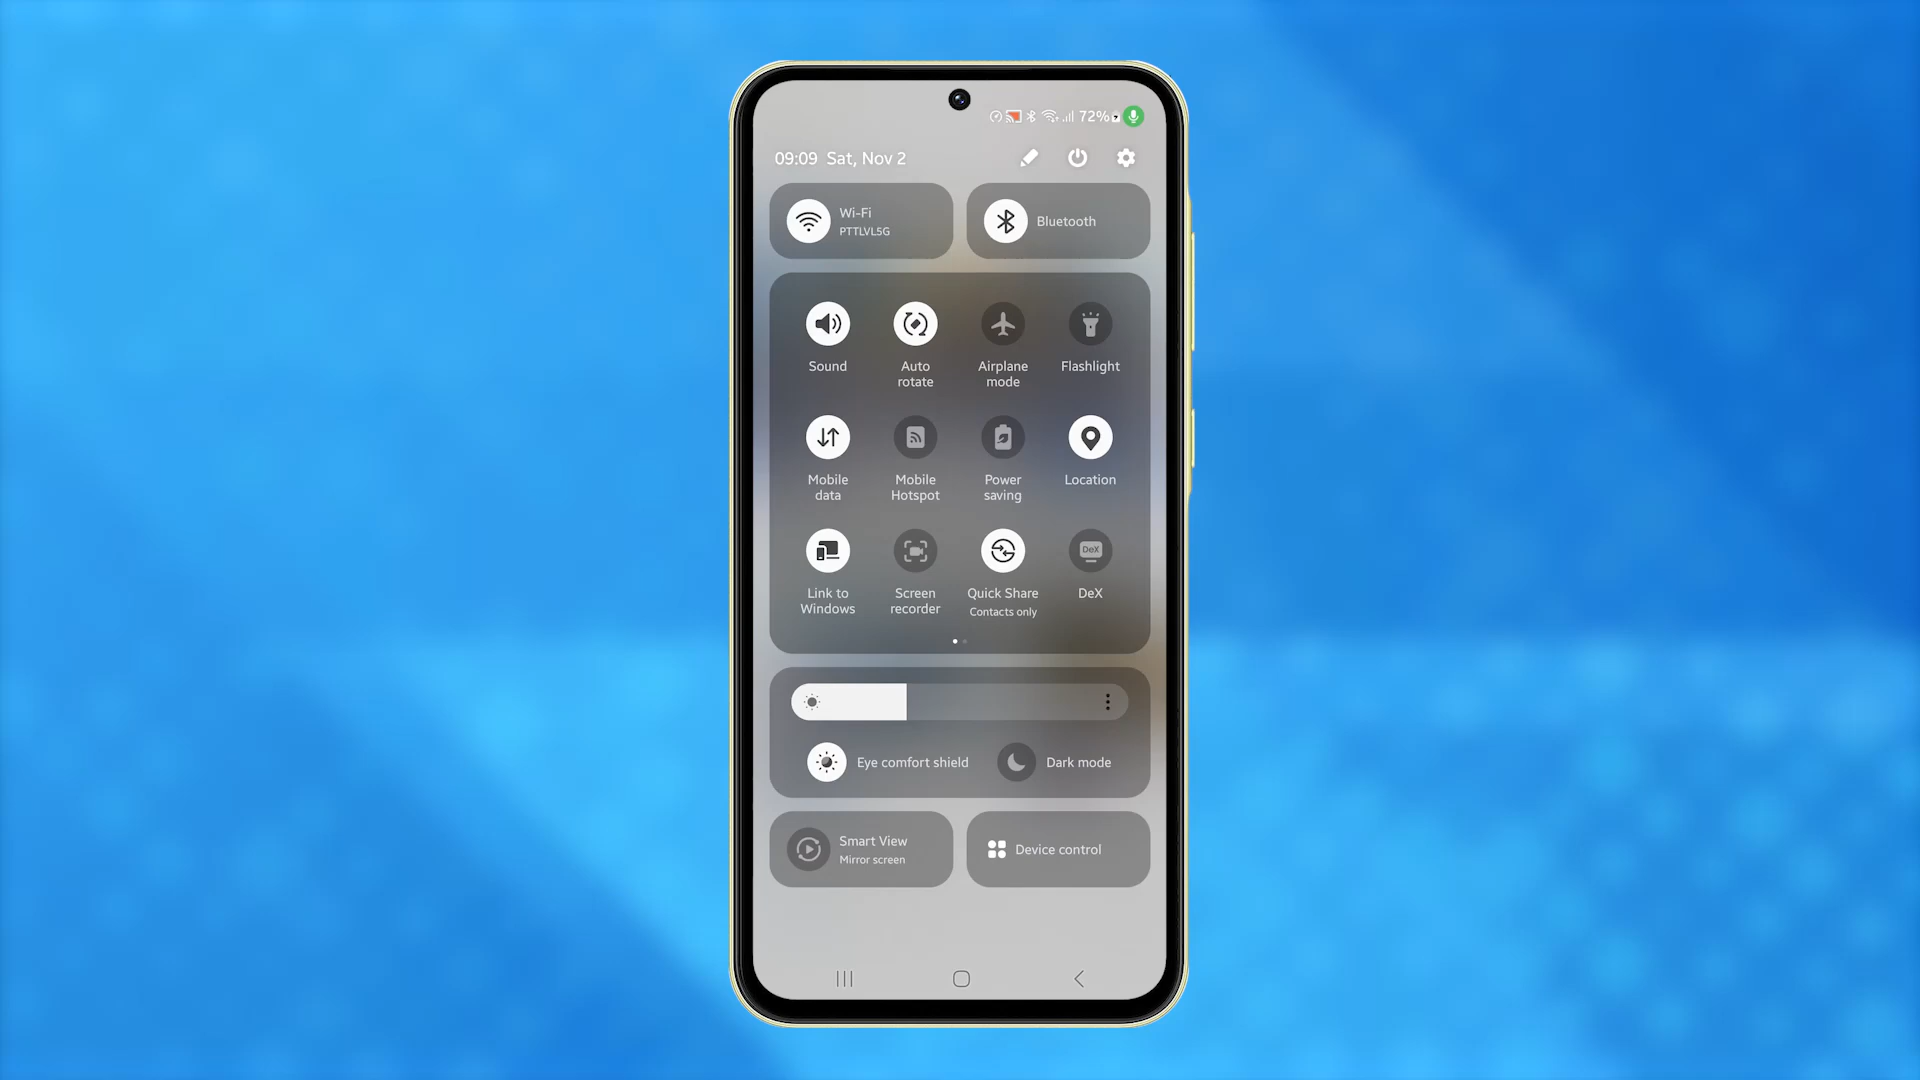 72%
09:09 Sat, Nov 2
Wi-Fi
PTTLVL5G
Bluetooth
Sound
Auto
rotate
Airplane
mode
Flashlight
Mobile
data
Mobile
Hotspot
Power
saving
Location
Link to
Windows
Screen
recorder
Quick Share
Contacts only
DeX
DeX
Eye comfort shield
Dark mode
Smart View
Mirror screen
Device control